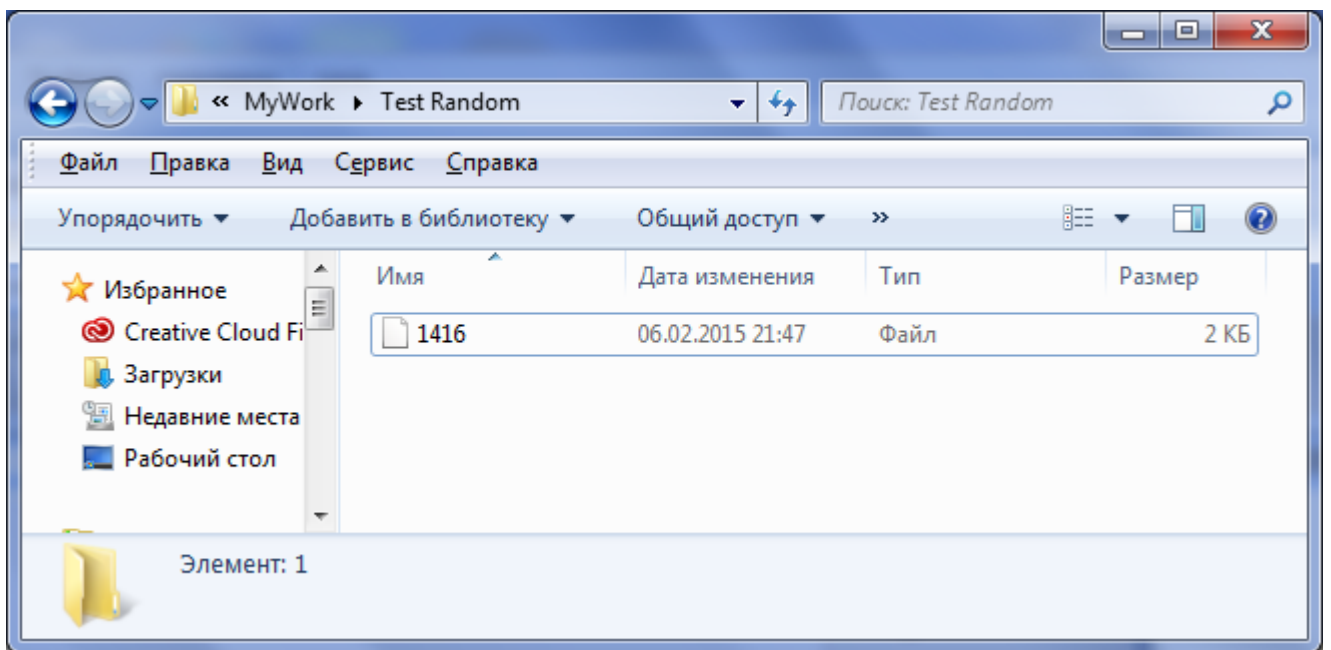 « MyWork ▸ Test Random Поиск: Test Random
Файл Правка Вид Сервис Справка
Упорядочить Добавить в библиотеку Общий доступ »
Имя Дата изменения Тип Размер
1416 06.02.2015 21:47 Файл 2 КБ
Избранное
Creative Cloud Fi
Загрузки
Недавние места
Рабочий стол
Элемент: 1